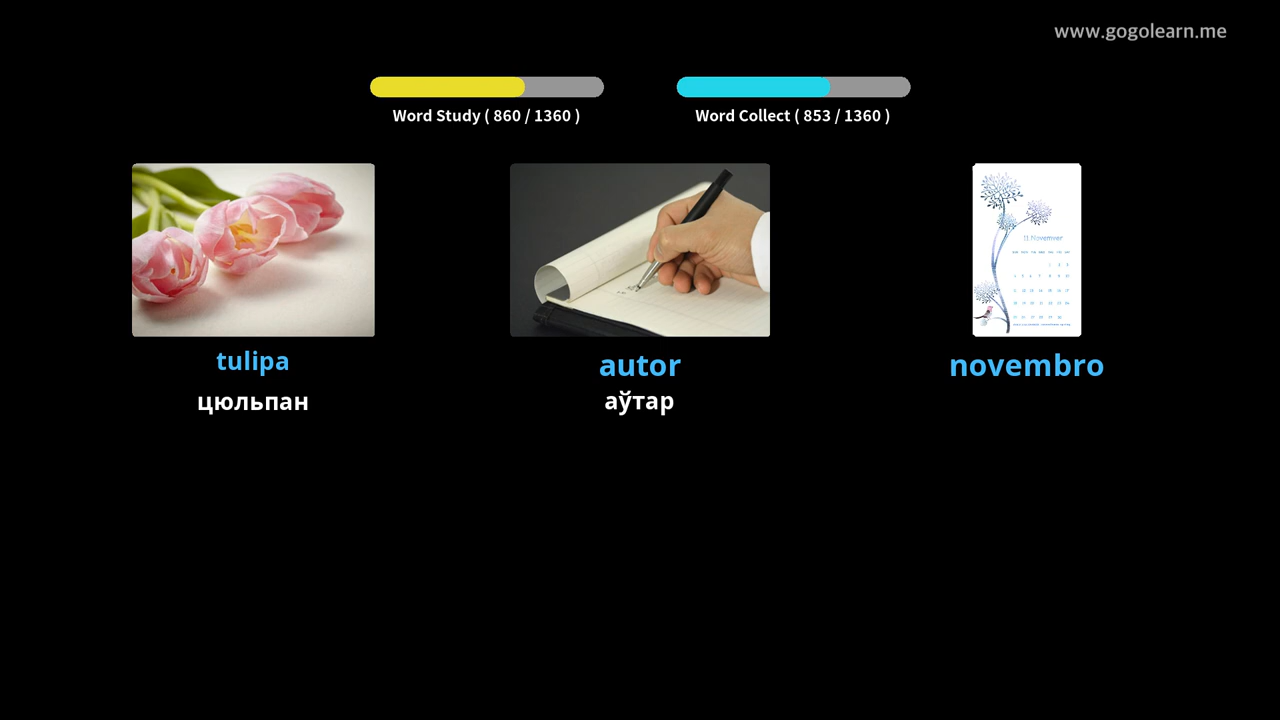 www.gogolearn.me
Word Study ( 860 / 1360 )
Word Collect ( 853 / 1360 )
tulipa
autor
novembro
цюльпан
аўтар